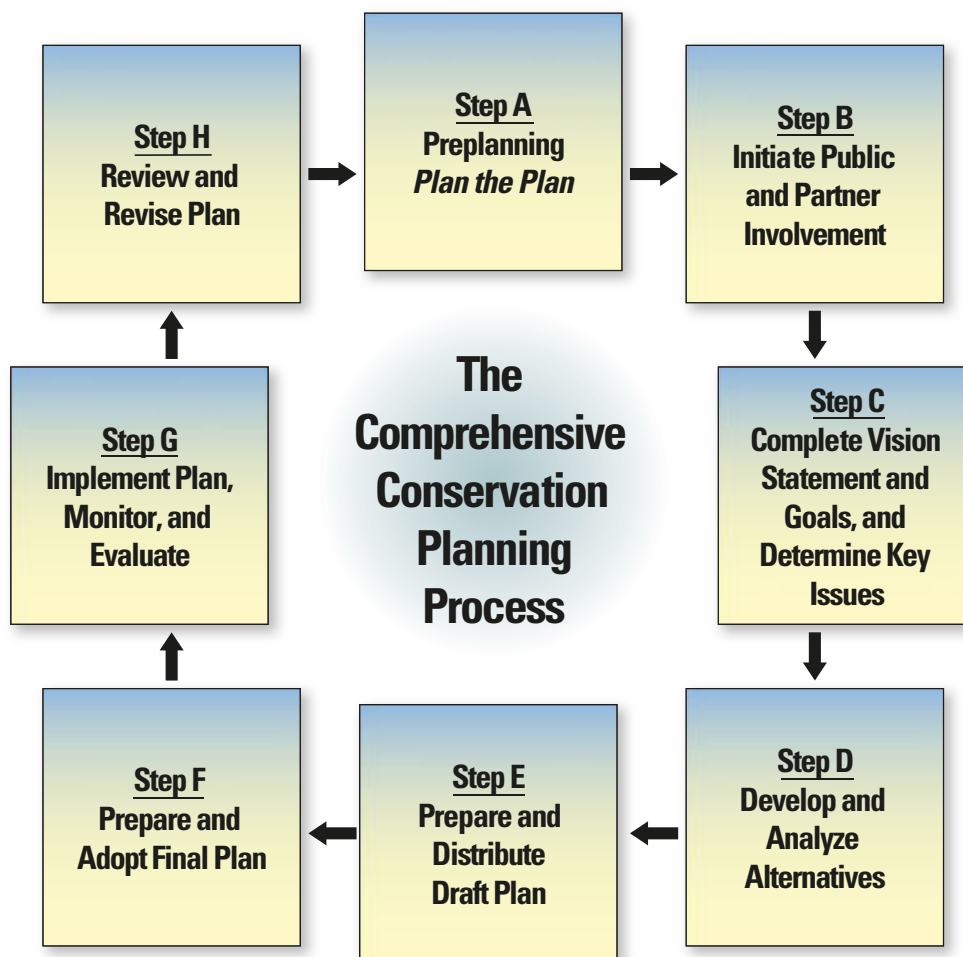 Step A
Preplanning
Plan the Plan
Step B
Initiate Public
and Partner
Involvement
Step C
Complete Vision
Statement and
Goals, and
Determine Key
Issues
Step D
Develop and
Analyze
Alternatives
Step E
Prepare and
Distribute
Draft Plan
Step F
Prepare and
Adopt Final Plan
Step G
Implement Plan,
Monitor, and
Evaluate
Step H
Review and
Revise Plan
The
Comprehensive
Conservation
Planning
Process